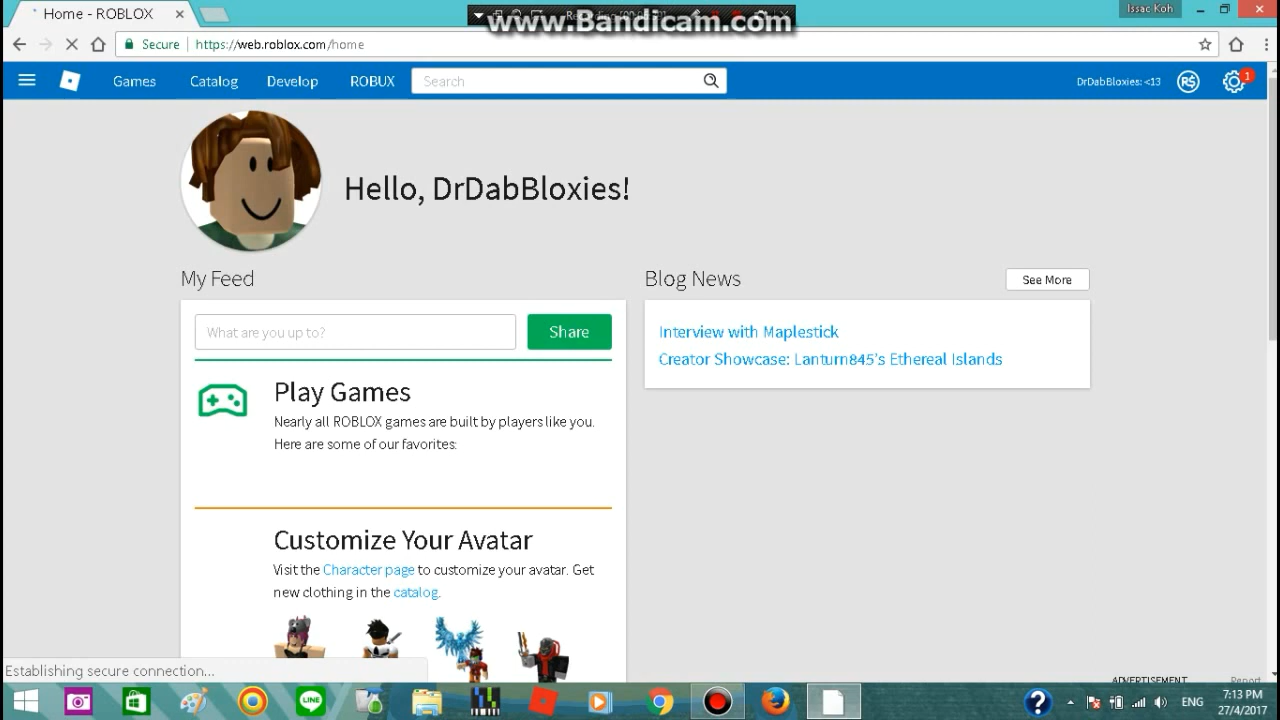 Home - ROBLOX
www.Bandicam.com
Issac Koh
Secure
https://web.roblox.com/home
Games
Catalog
Develop
ROBUX
Search
DrDabBloxies: <13
R$
1
Hello, DrDabBloxies!
My Feed
Blog News
See More
What are you up to?
Share
Interview with Maplestick
Creator Showcase: Lanturn845's Ethereal Islands
Play Games
Nearly all ROBLOX games are built by players like you.
Here are some of our favorites:
Customize Your Avatar
Visit the Character page to customize your avatar. Get
new clothing in the catalog.
Establishing secure connection...
ADVERTISEMENT
Report
LINE
ENG
7:13 PM
27/4/2017